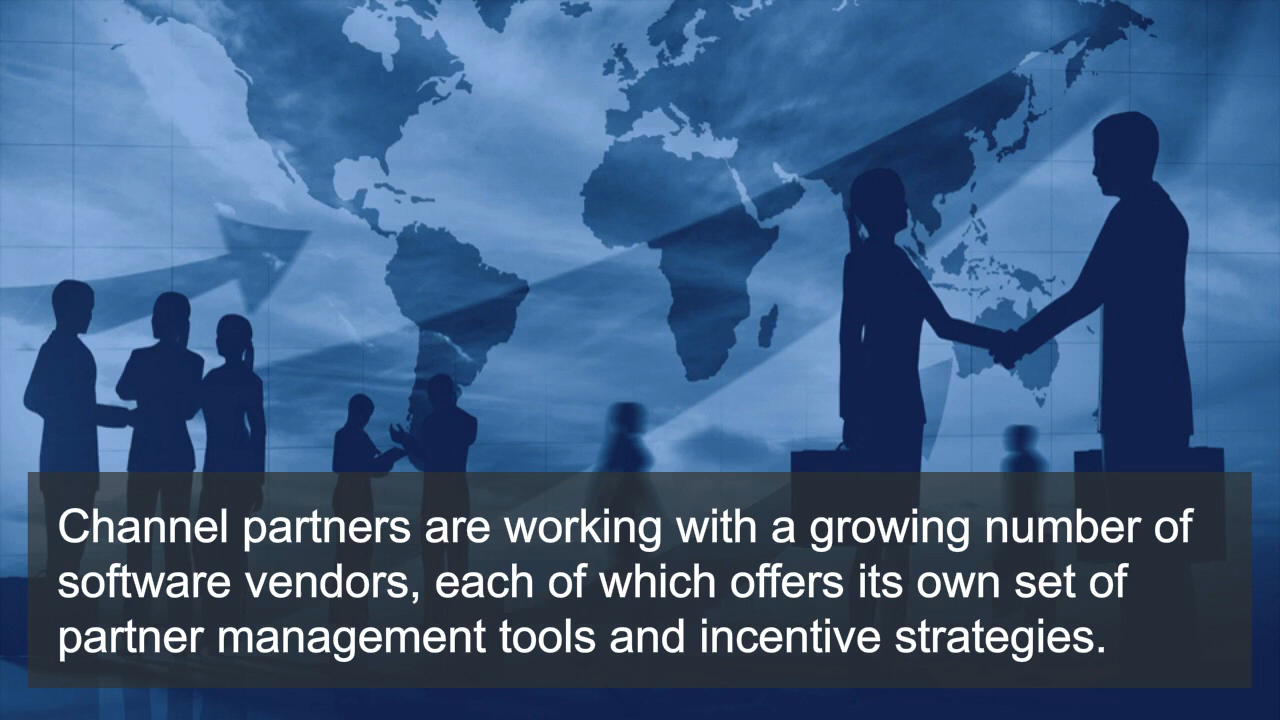 Channel partners are working with a growing number of
software vendors, each of which offers its own set of
partner management tools and incentive strategies.